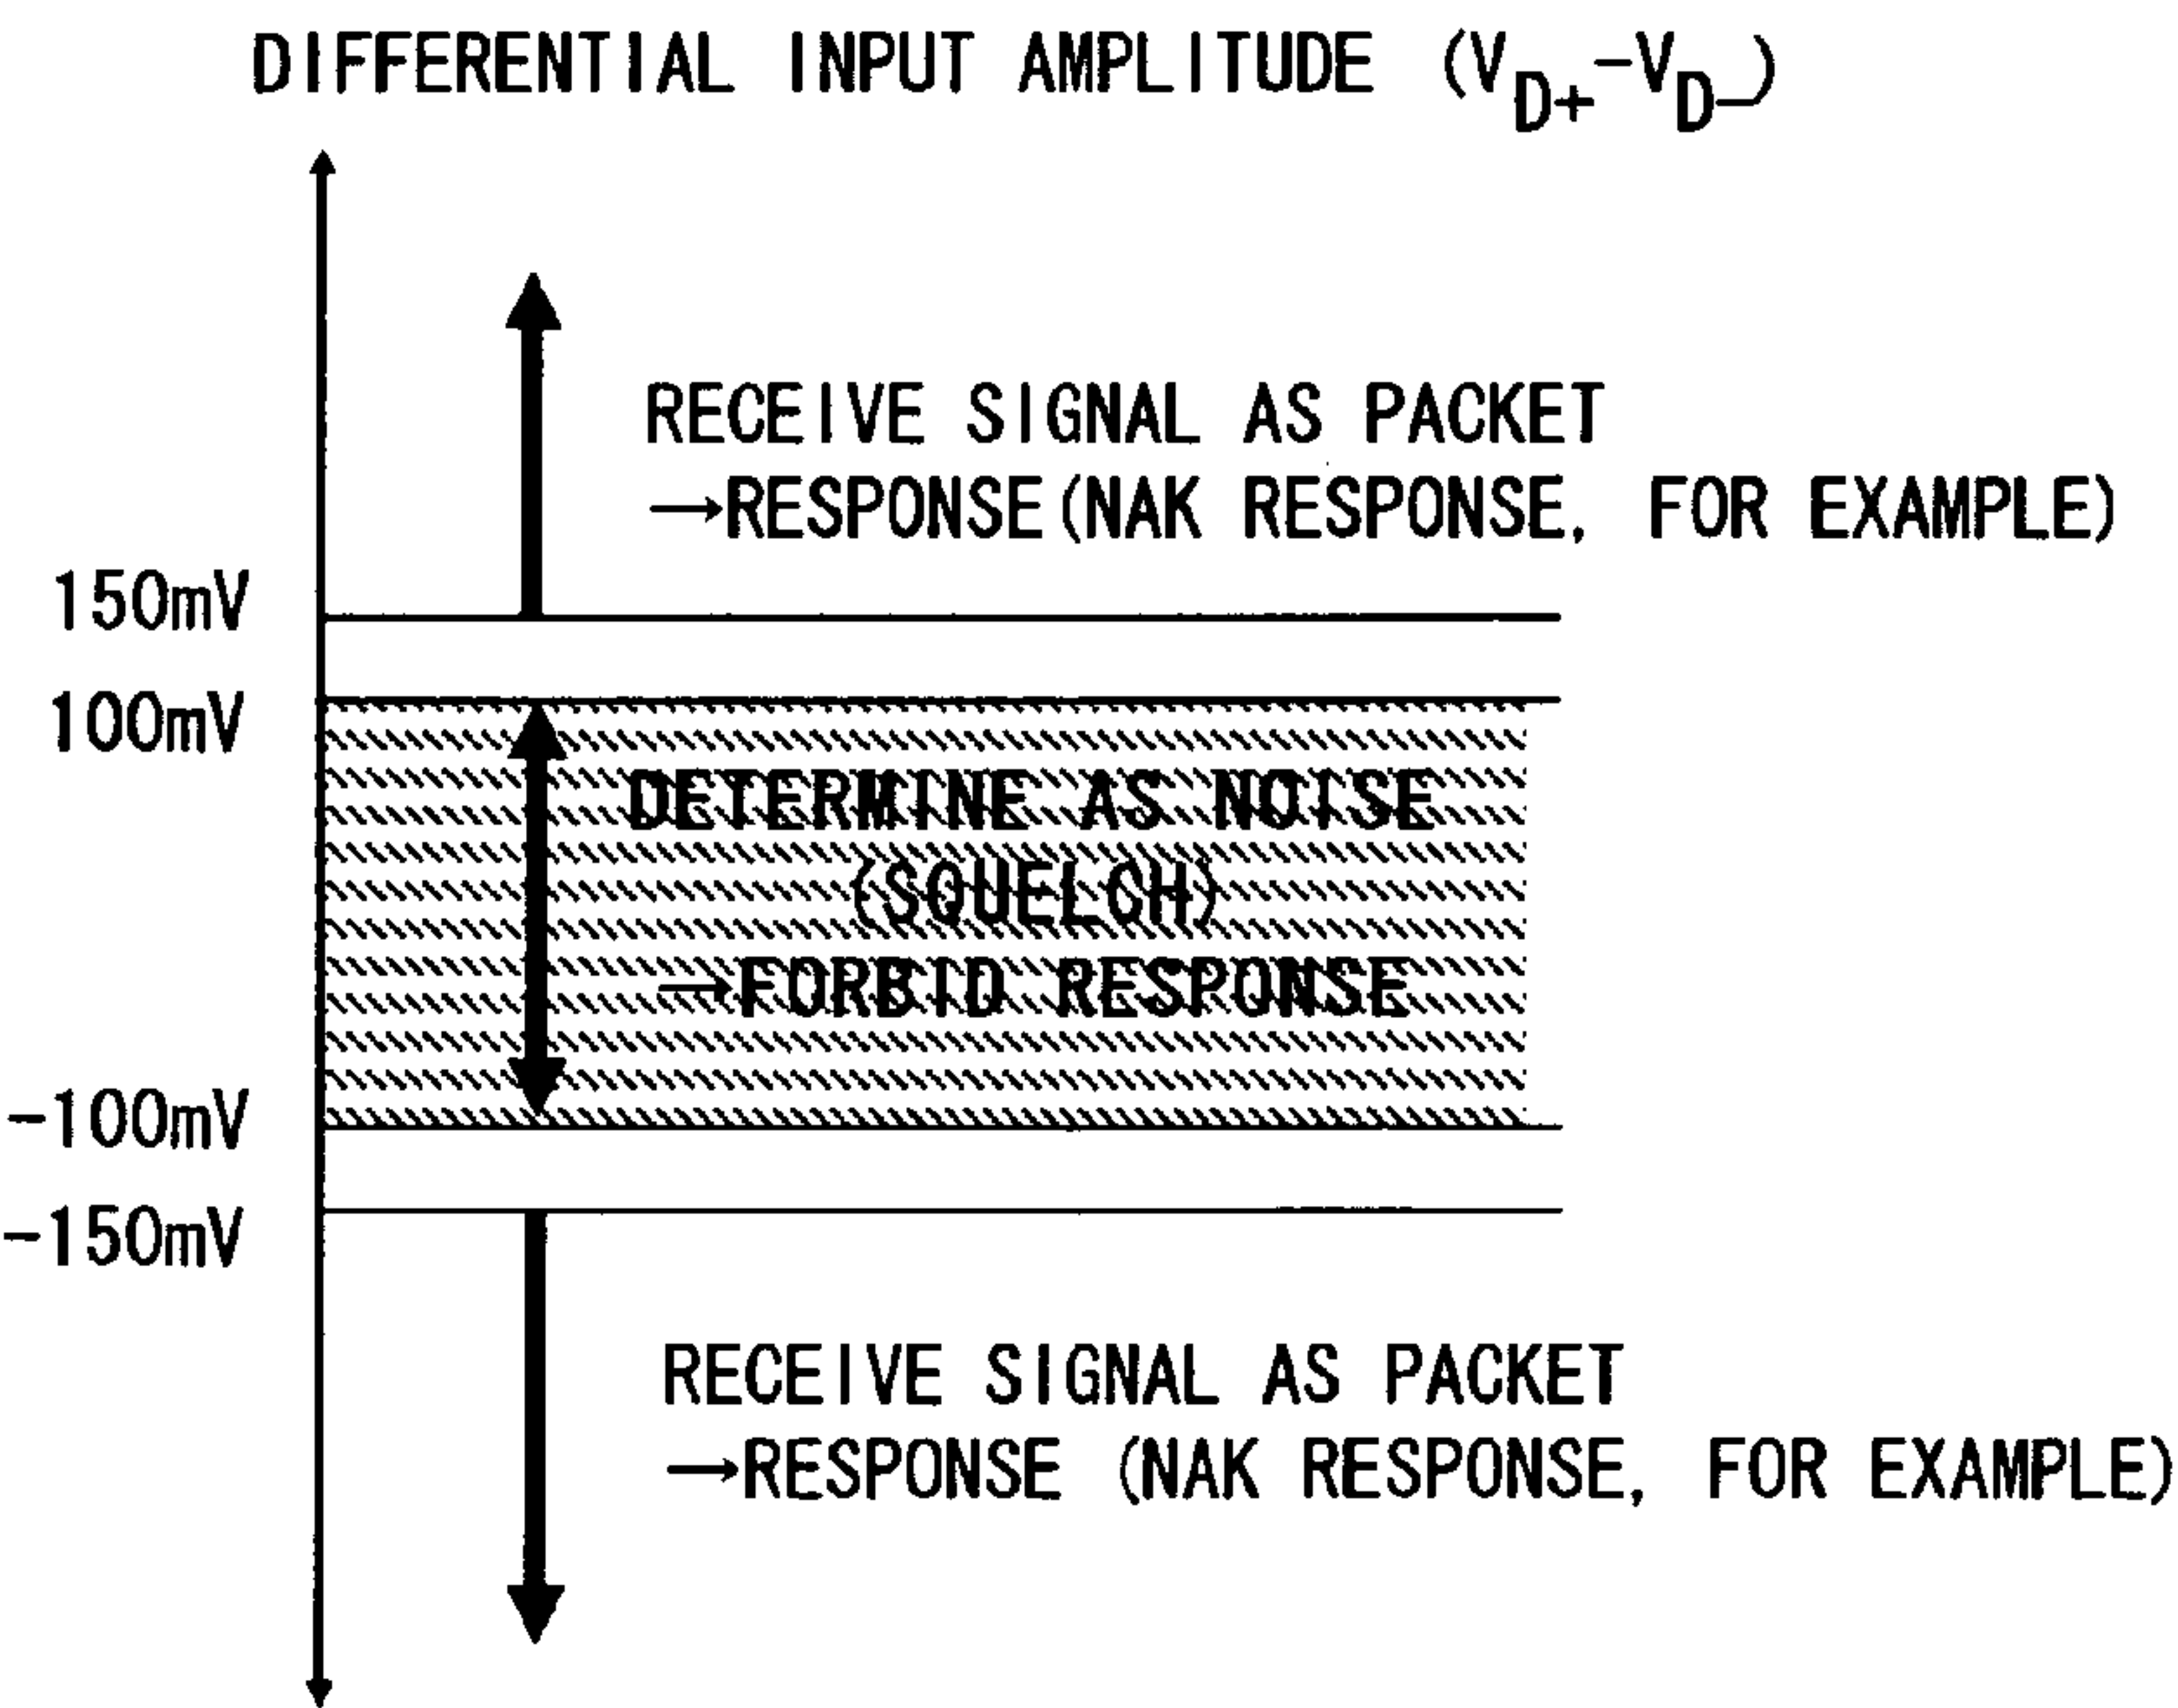 DIFFERENTIAL INPUT AMPLITUDE (VD+-VD-)
RECEIVE SIGNAL AS PACKET
→RESPONSE(NAK RESPONSE, FOR EXAMPLE)
150mV
100mV
DETERMINE AS NOISE
(SQUELCH)
→FORBID RESPONSE
-100mV
-150mV
RECEIVE SIGNAL AS PACKET
→RESPONSE (NAK RESPONSE, FOR EXAMPLE)